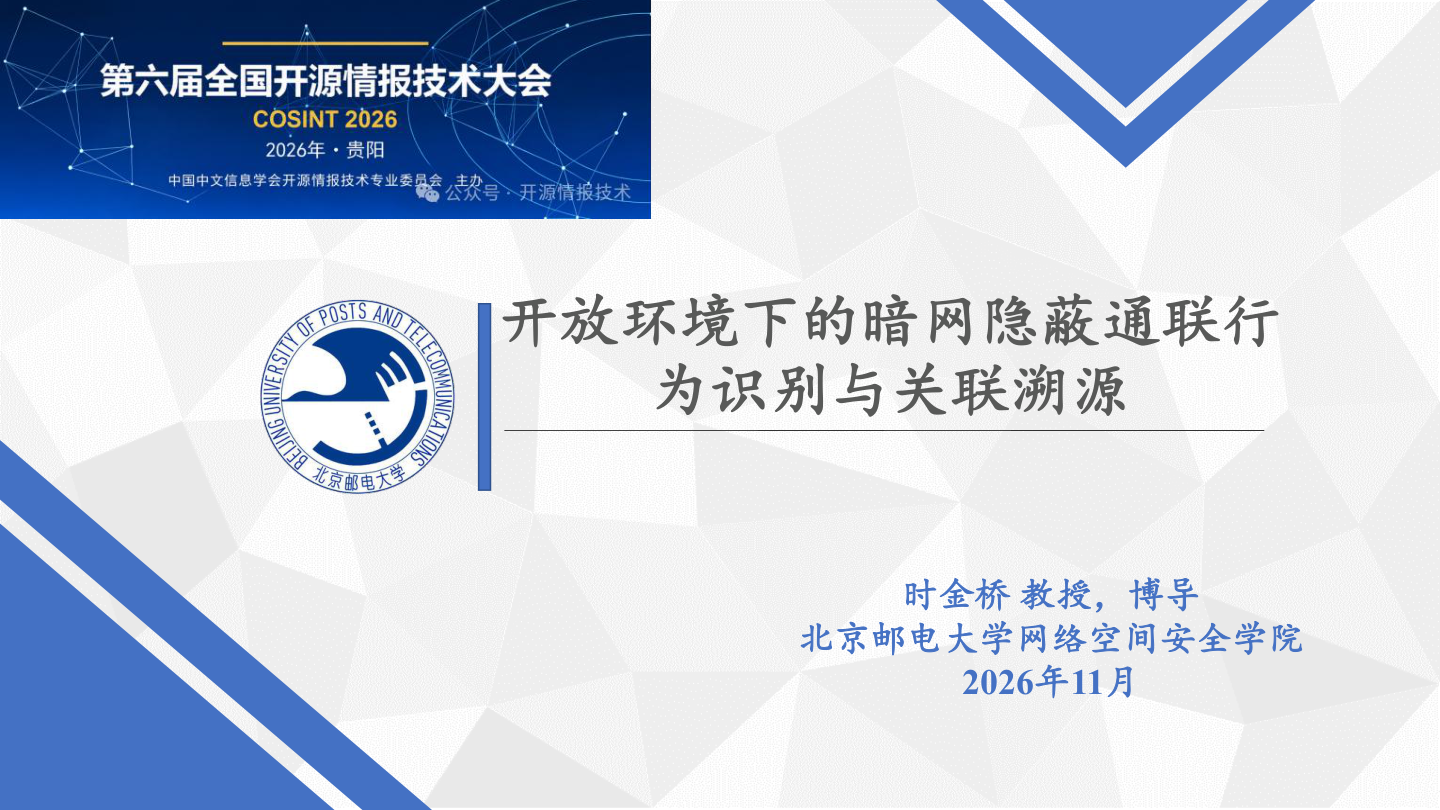 第六届全国开源情报技术大会
COSINT 2026
2026年·贵阳
中国中文信息学会开源情报技术专业委员会 主办
公众号·开源情报技术
BEIJING UNIVERSITY OF POSTS AND TELECOMMUNICATIONS
北京邮电大学
开放环境下的暗网隐蔽通联行
为识别与关联溯源
时金桥 教授，博导
北京邮电大学网络空间安全学院
2026年11月